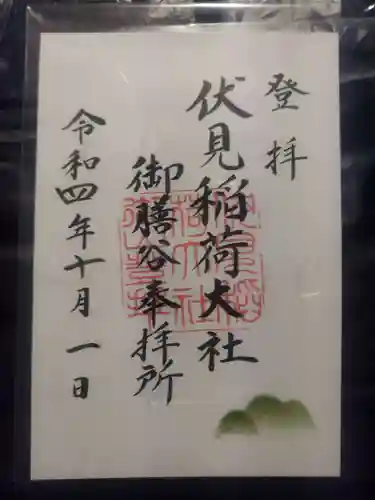 登拝
伏見稲荷大社
御膳谷奉拝所
令和四年十月一日